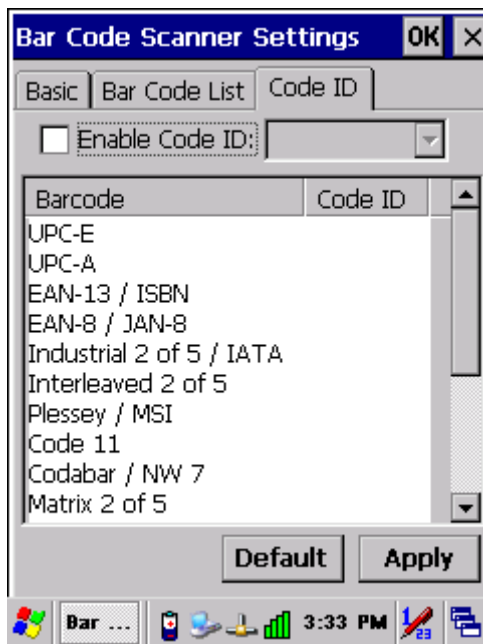 Bar Code Scanner Settings OK ×
Basic Bar Code List Code ID
Enable Code ID:
Barcode Code ID
UPC-E
UPC-A
EAN-13 / ISBN
EAN-8 / JAN-8
Industrial 2 of 5 / IATA
Interleaved 2 of 5
Plessey / MSI
Code 11
Codabar / NW 7
Matrix 2 of 5
Default Apply
Bar ... 3:33 PM 23